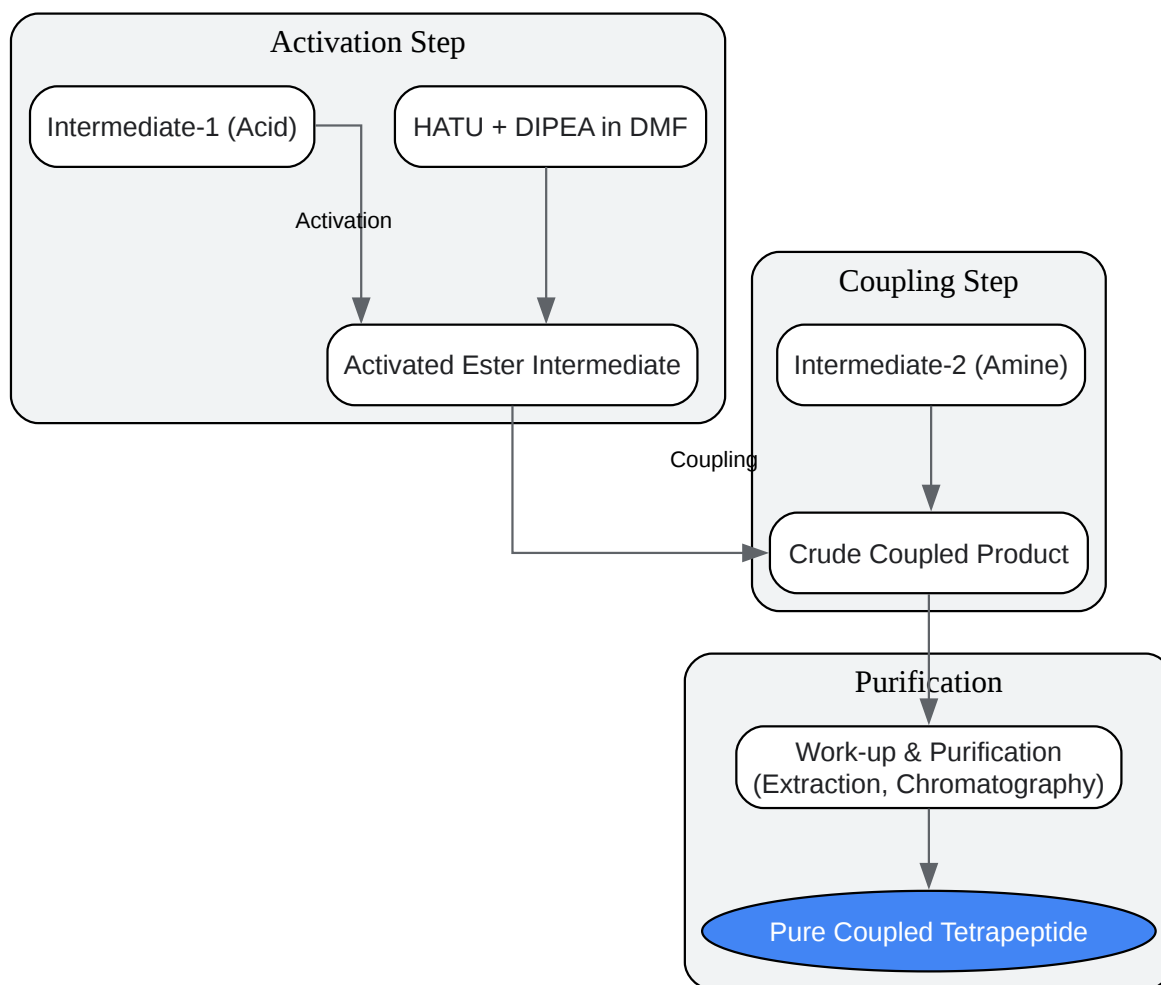 Activation Step
Intermediate-1 (Acid)
HATU + DIPEA in DMF
Activation
Activated Ester Intermediate
Coupling Step
Intermediate-2 (Amine)
Coupling
Crude Coupled Product
Purification
Work-up & Purification
(Extraction, Chromatography)
Pure Coupled Tetrapeptide